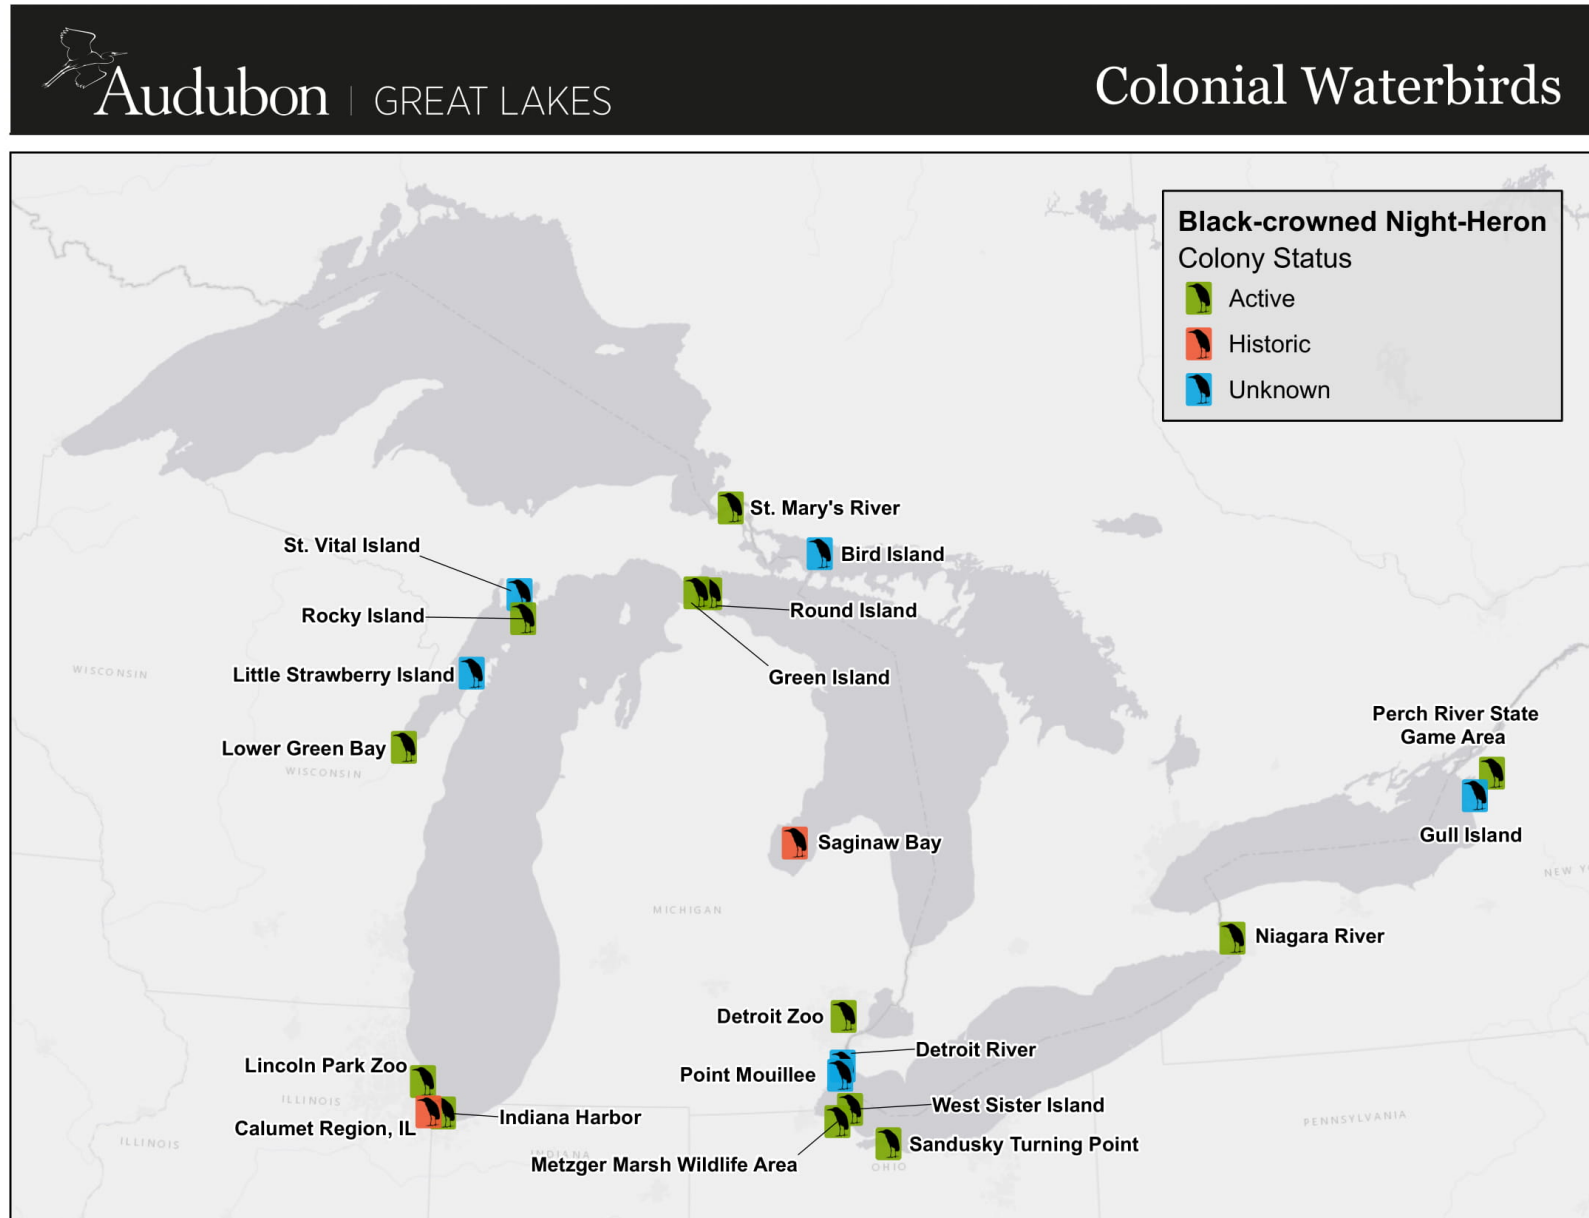 Audubon | GREAT LAKES
Colonial Waterbirds
Black-crowned Night-Heron
Colony Status
Active
Historic
Unknown
St. Mary's River
St. Vital Island
Bird Island
Rocky Island
Round Island
WISCONSIN
Little Strawberry Island
Green Island
Perch River State
Game Area
Lower Green Bay
WISCONSIN
Gull Island
Saginaw Bay
NEW Y
MICHIGAN
Niagara River
Detroit Zoo
Detroit River
Lincoln Park Zoo
Point Mouillee
ILLINOIS
West Sister Island
Indiana Harbor
Calumet Region, IL
PENNSYLVANIA
ILLINOIS
Sandusky Turning Point
INDIANA
Metzger Marsh Wildlife Area
OHIO